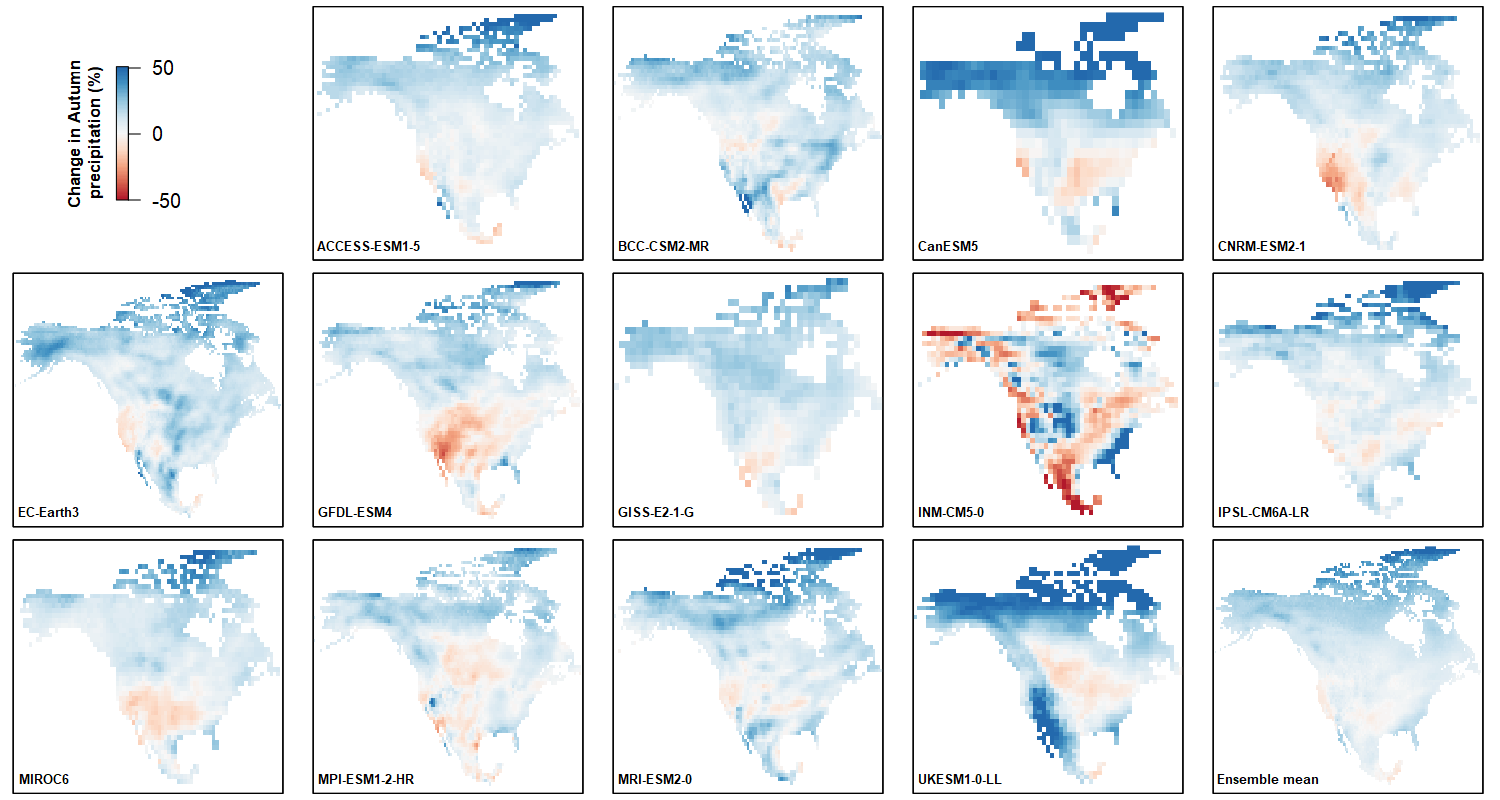 Change in Autumn
precipitation (%)
50
0
-50
ACCESS-ESM1-5
BCC-CSM2-MR
CanESM5
CNRM-ESM2-1
EC-Earth3
GFDL-ESM4
GISS-E2-1-G
INM-CM5-0
IPSL-CM6A-LR
MIROC6
MPI-ESM1-2-HR
MRI-ESM2-0
UKESM1-0-LL
Ensemble mean